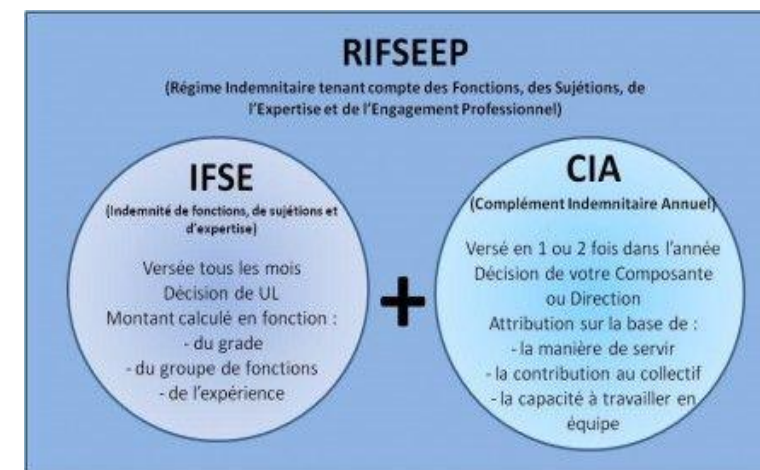 RIFSEEP
(Régime Indemnitaire tenant compte des Fonctions, des Sujétions, de
l'Expertise et de l'Engagement Professionnel)
IFSE
(Indemnité de fonctions, de sujétions et
d'expertise)
Versée tous les mois
Décision de UL
Montant calculé en fonction :
- du grade
- du groupe de fonctions
- de l'expérience
+
CIA
(Complément Indemnitaire Annuel)
Versé en 1 ou 2 fois dans l'année
Décision de votre Composante
ou Direction
Attribution sur la base de :
- la manière de servir
- la contribution au collectif
- la capacité à travailler en
équipe